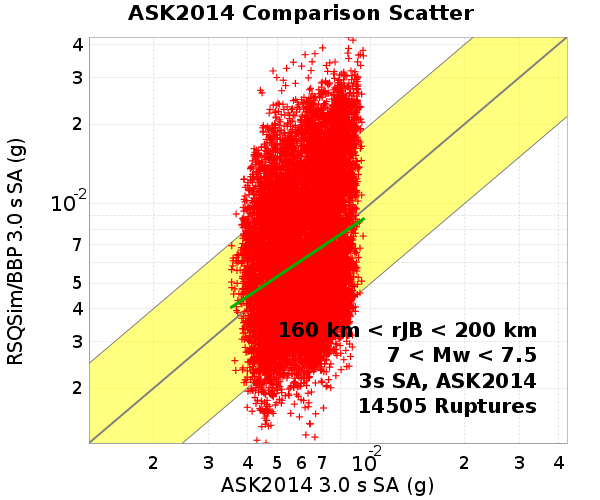 ASK2014 Comparison Scatter
RSQSim/BBP 3.0 s SA (g)
4
3
2
10-2
7
5
4
3
2
160 km < rJB < 200 km
7 < Mw < 7.5
3s SA, ASK2014
14505 Ruptures
2 3 4 5 6 7 10-2 2 3 4
ASK2014 3.0 s SA (g)